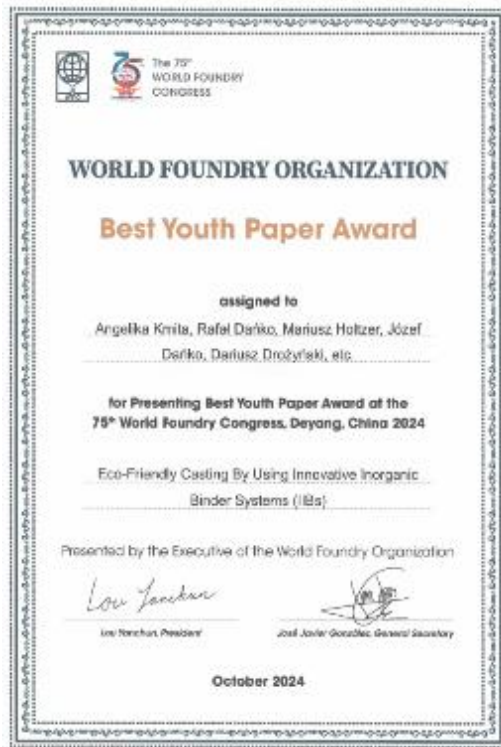 The 75th
WORLD FOUNDRY
CONGRESS
WORLD FOUNDRY ORGANIZATION
Best Youth Paper Award
assigned to
Angelika Kmita, Rafał Dańko, Mariusz Holtzer, Józef
Dańko, Dariusz Drożyński, etc
for Presenting Best Youth Paper Award at the
75th World Foundry Congress, Deyang, China 2024
Eco-Friendly Casting By Using Innovative Inorganic
Binder Systems (IIBs)
Presented by the Executive of the World Foundry Organization
Lou Yanchun
Lou Yanchun, President
José Javier González, General Secretary
October 2024